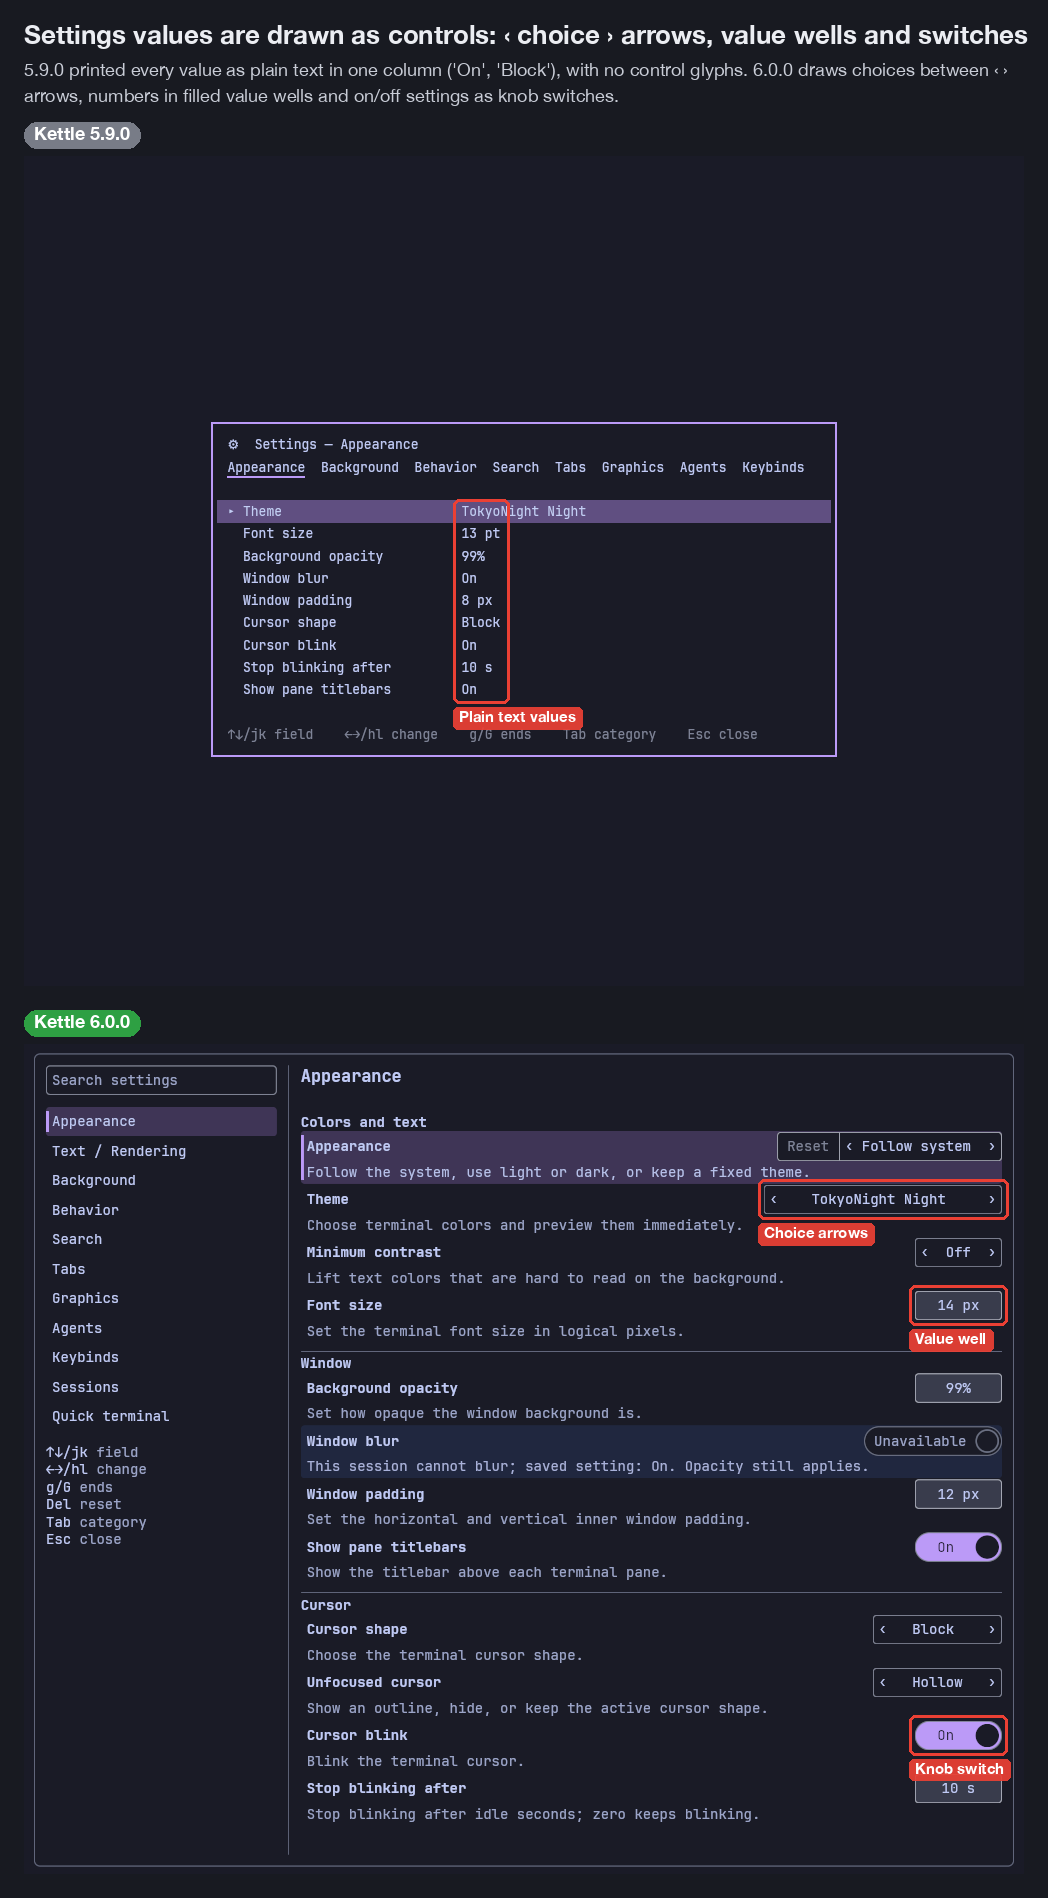 Settings values are drawn as controls: ‹ choice › arrows, value wells and switches
5.9.0 printed every value as plain text in one column ('On', 'Block'), with no control glyphs. 6.0.0 draws choices between ‹ ›
arrows, numbers in filled value wells and on/off settings as knob switches.
Kettle 5.9.0
⚙ Settings — Appearance
Appearance Background Behavior Search Tabs Graphics Agents Keybinds
▸ Theme TokyoNight Night
Font size 13 pt
Background opacity 99%
Window blur On
Window padding 8 px
Cursor shape Block
Cursor blink On
Stop blinking after 10 s
Show pane titlebars On
Plain text values
↑↓/jk field ↔/hl change g/G ends Tab category Esc close
Kettle 6.0.0
Search settings
Appearance
Text / Rendering
Background
Behavior
Search
Tabs
Graphics
Agents
Keybinds
Sessions
Quick terminal
↑↓/jk field
↔/hl change
g/G ends
Del reset
Tab category
Esc close
Appearance
Colors and text
Appearance Reset ‹ Follow system ›
Follow the system, use light or dark, or keep a fixed theme.
Theme ‹ TokyoNight Night ›
Choose terminal colors and preview them immediately.
Choice arrows
Minimum contrast ‹ Off ›
Lift text colors that are hard to read on the background.
Font size 14 px
Set the terminal font size in logical pixels.
Value well
Window
Background opacity 99%
Set how opaque the window background is.
Window blur Unavailable
This session cannot blur; saved setting: On. Opacity still applies.
Window padding 12 px
Set the horizontal and vertical inner window padding.
Show pane titlebars On
Show the titlebar above each terminal pane.
Cursor
Cursor shape ‹ Block ›
Choose the terminal cursor shape.
Unfocused cursor ‹ Hollow ›
Show an outline, hide, or keep the active cursor shape.
Cursor blink On
Blink the terminal cursor.
Knob switch
Stop blinking after 10 s
Stop blinking after idle seconds; zero keeps blinking.